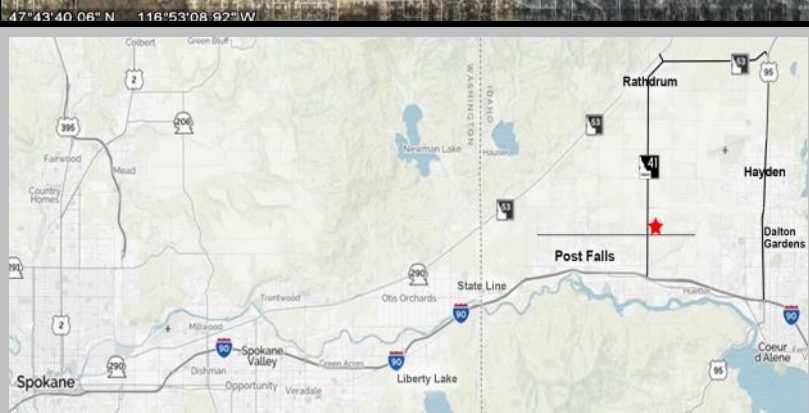 47°43'40.06" N 116°53'08.92" W
Colbert
Green Bluff
2
53
95
Rathdrum
WASHINGTON
IDAHO
395
206
53
Newman Lake
Hauser
Fairwood
Mead
41
Hayden
Country
Homes
53
Dalton
Gardens
Post Falls
291
290
State Line
Trentwood
Otis Orchards
Huetter
90
90
2
Millwood
90
Spokane
Valley
Green Acres
90
Coeur
d'Alene
Fern
290
Dishman
95
Spokane
Opportunity
Veradale
Liberty Lake